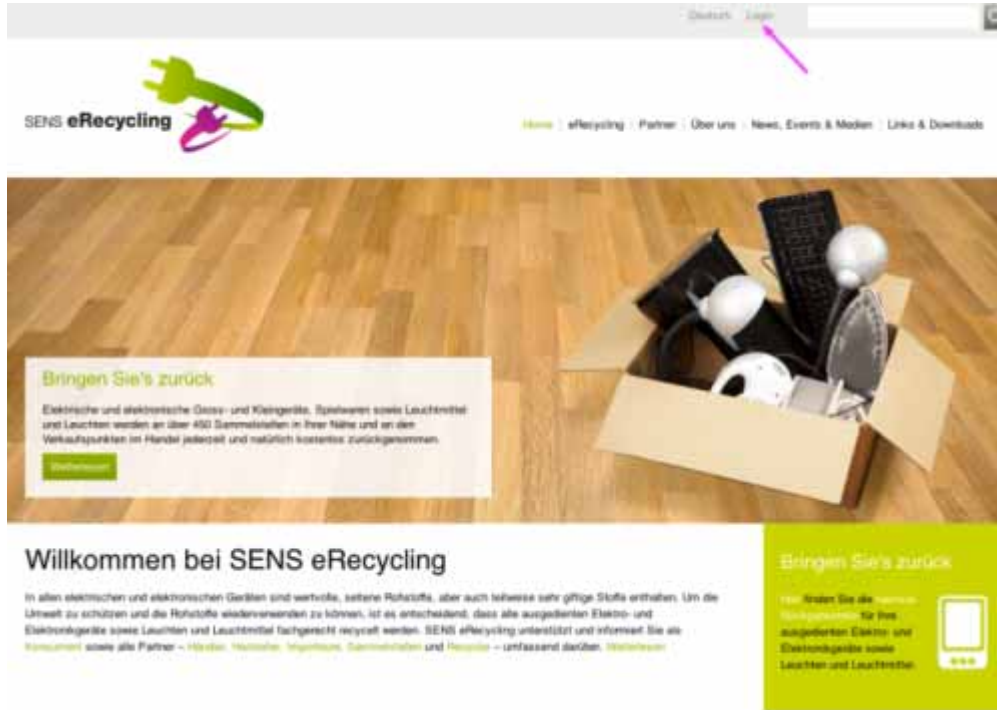 Deutsch Login
SENS eRecycling
Home eRecycling Partner Über uns News, Events & Medien Links & Downloads
Bringen Sie's zurück
Elektrische und elektronische Gross- und Kleingeräte, Spielwaren sowie Leuchtmittel
und Leuchten werden an über 450 Sammelstellen in Ihrer Nähe und an den
Verkaufspunkten im Handel jederzeit und natürlich kostenlos zurückgenommen.
Weiterlesen
Willkommen bei SENS eRecycling
In allen elektrischen und elektronischen Geräten sind wertvolle, seltene Rohstoffe, aber auch teilweise sehr giftige Stoffe enthalten. Um die
Umwelt zu schützen und die Rohstoffe wiederverwenden zu können, ist es entscheidend, dass alle ausgedienten Elektro- und
Elektronikgeräte sowie Leuchten und Leuchtmittel fachgerecht recycelt werden. SENS eRecycling unterstützt und informiert Sie als
Konsument sowie alle Partner – Händler, Hersteller, Importeure, Sammelstellen und Recycler – umfassend darüber. Weiterlesen
Bringen Sie's zurück
Hier finden Sie die
für Ihre
ausgedienten Elektro- und
Elektronikgeräte sowie
Leuchten und Leuchtmittel.